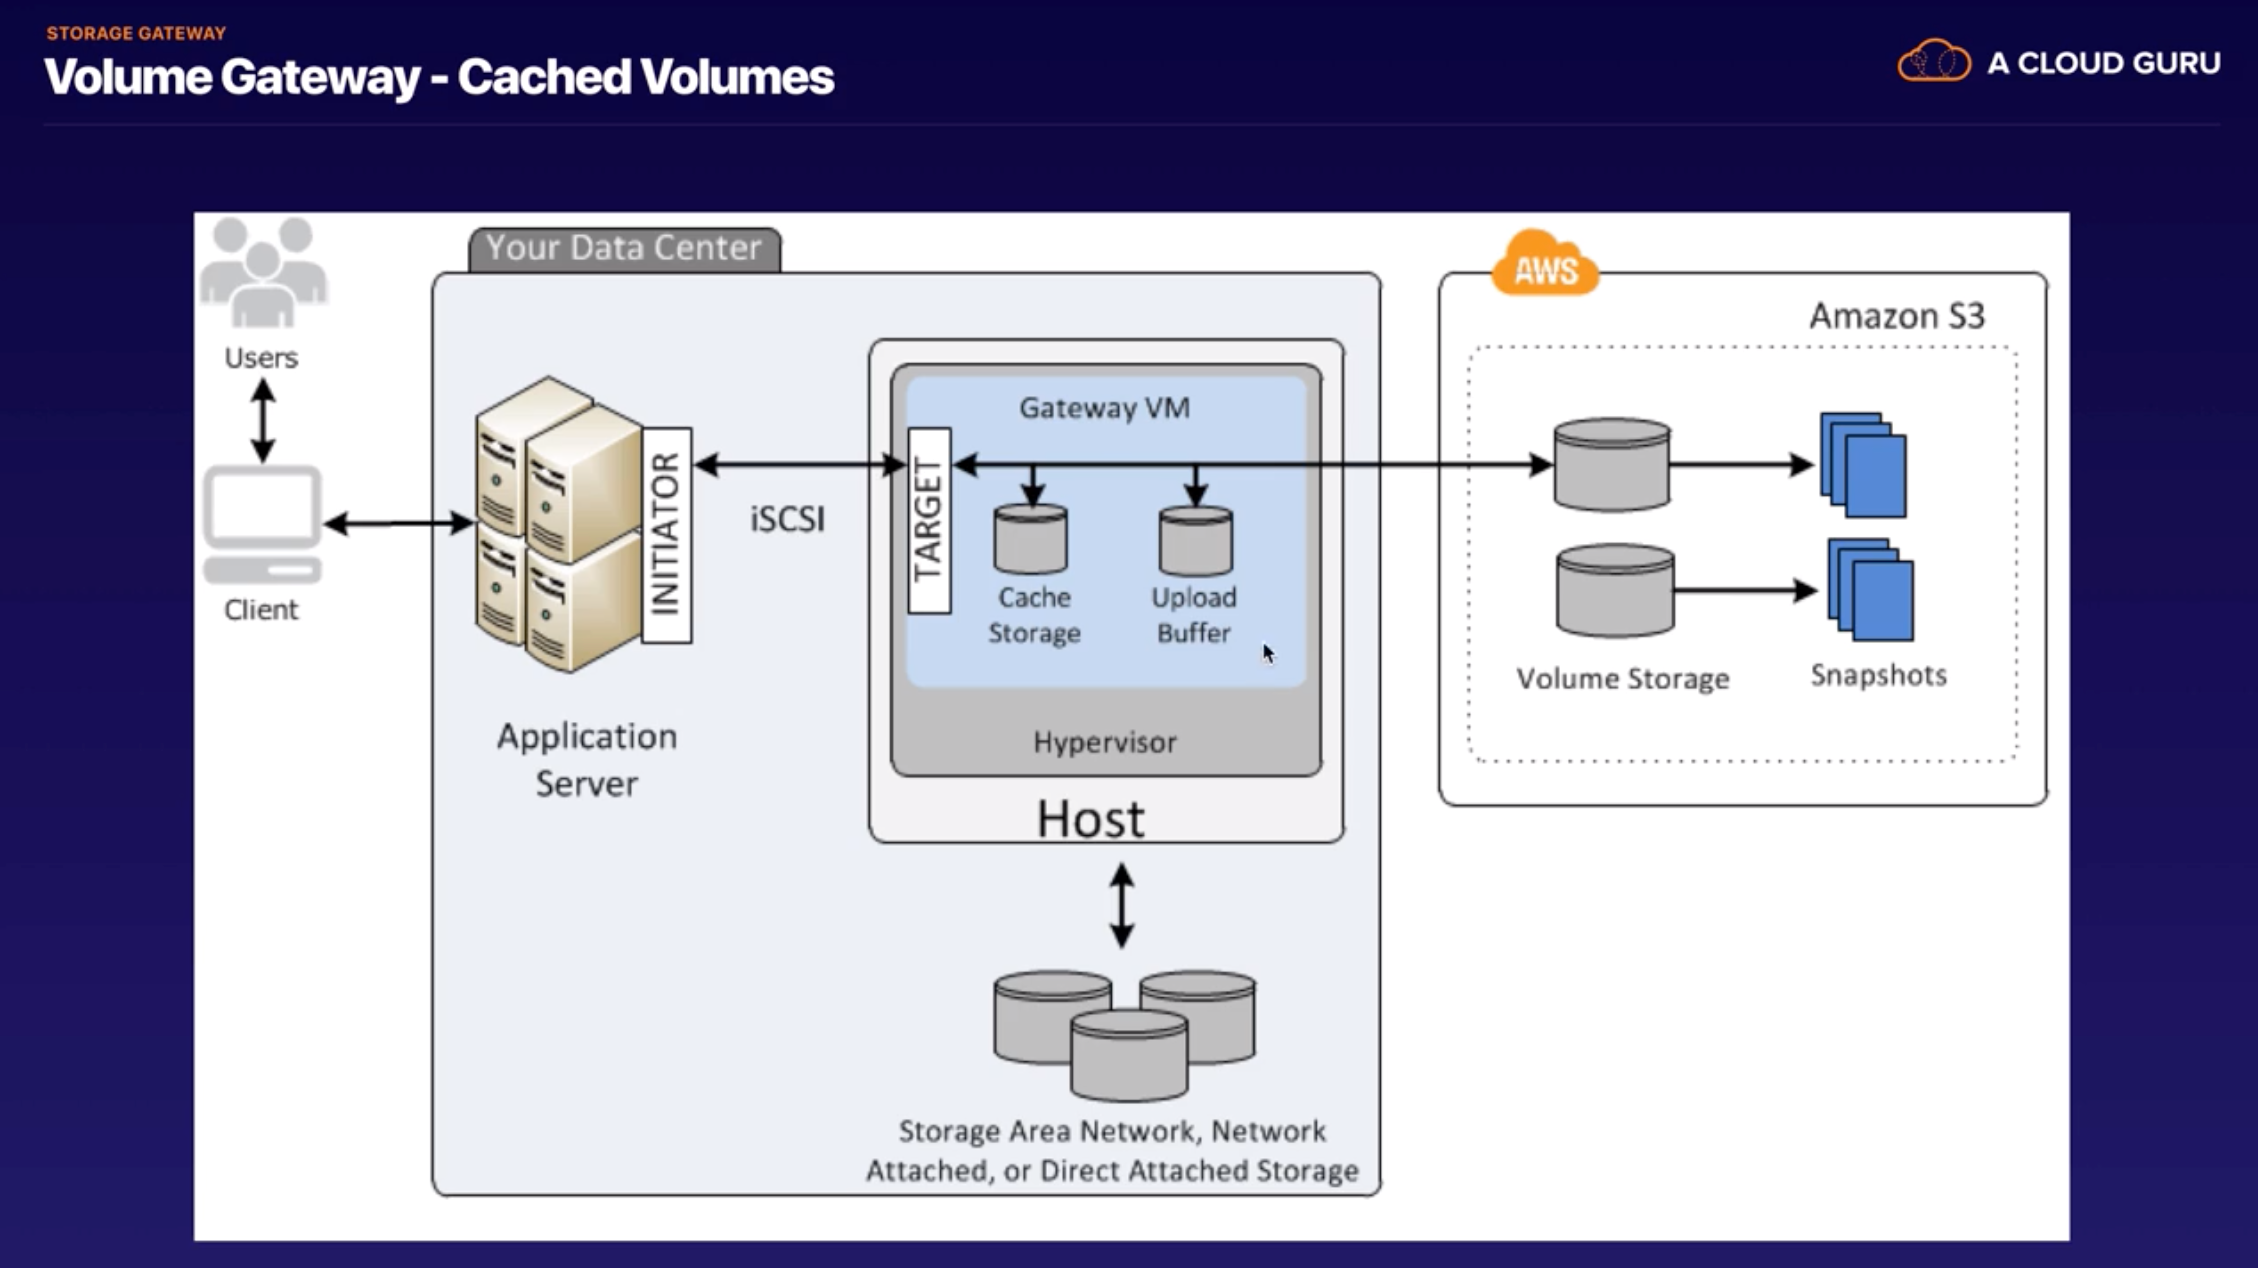 STORAGE GATEWAY
Volume Gateway - Cached Volumes
A CLOUD GURU
Users
Client
Your Data Center
INITIATOR
iSCSI
Application
Server
Gateway VM
TARGET
Cache
Storage
Upload
Buffer
Hypervisor
Host
Storage Area Network, Network
Attached, or Direct Attached Storage
AWS
Amazon S3
Volume Storage
Snapshots